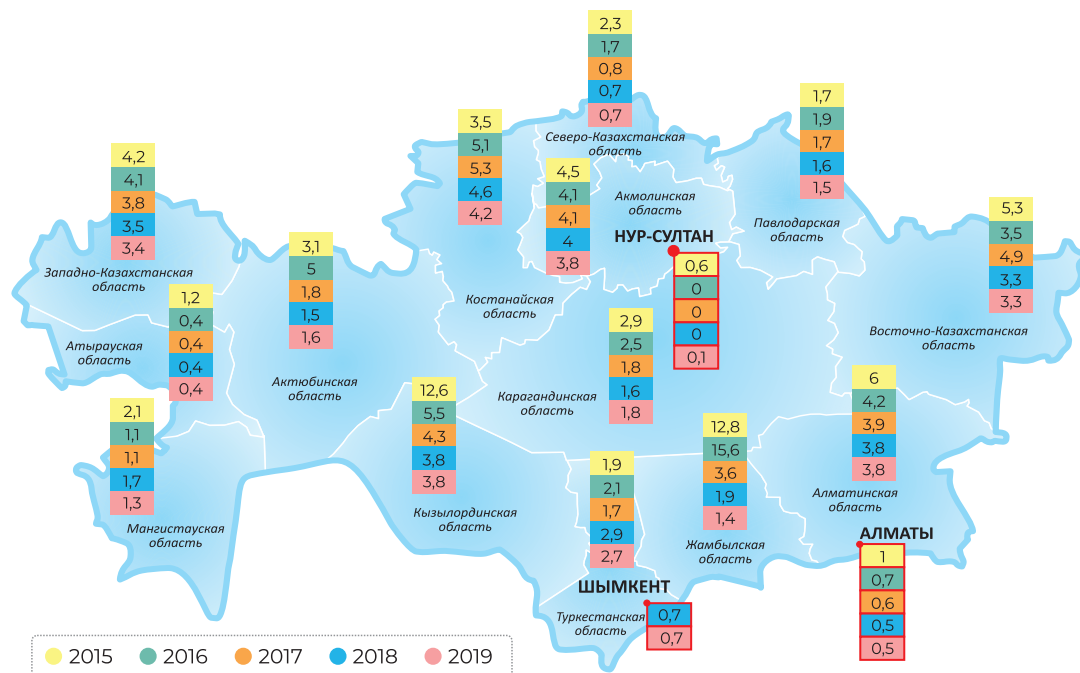 2,3
1,7
0,8
0,7
0,7
Северо-Казахстанская
область
1,7
1,9
1,7
1,6
1,5
Павлодарская
область
3,5
5,1
5,3
4,6
4,2
Костанайская
область
4,2
4,1
3,8
3,5
3,4
Западно-Казахстанская
область
4,5
4,1
4,1
4
3,8
Акмолинская
область
НУР-СУЛТАН
0,6
0
0
0
0,1
5,3
3,5
4,9
3,3
3,3
Восточно-Казахстанская
область
3,1
5
1,8
1,5
1,6
Актюбинская
область
1,2
0,4
0,4
0,4
0,4
Атырауская
область
2,9
2,5
1,8
1,6
1,8
Карагандинская
область
6
4,2
3,9
3,8
3,8
Алматинская
область
12,6
5,5
4,3
3,8
3,8
Кызылординская
область
2,1
1,1
1,1
1,7
1,3
Мангистауская
область
12,8
15,6
3,6
1,9
1,4
Жамбылская
область
1,9
2,1
1,7
2,9
2,7
АЛМАТЫ
1
0,7
0,6
0,5
0,5
ШЫМКЕНТ
0,7
0,7
Туркестанская
область
2015 2016 2017 2018 2019